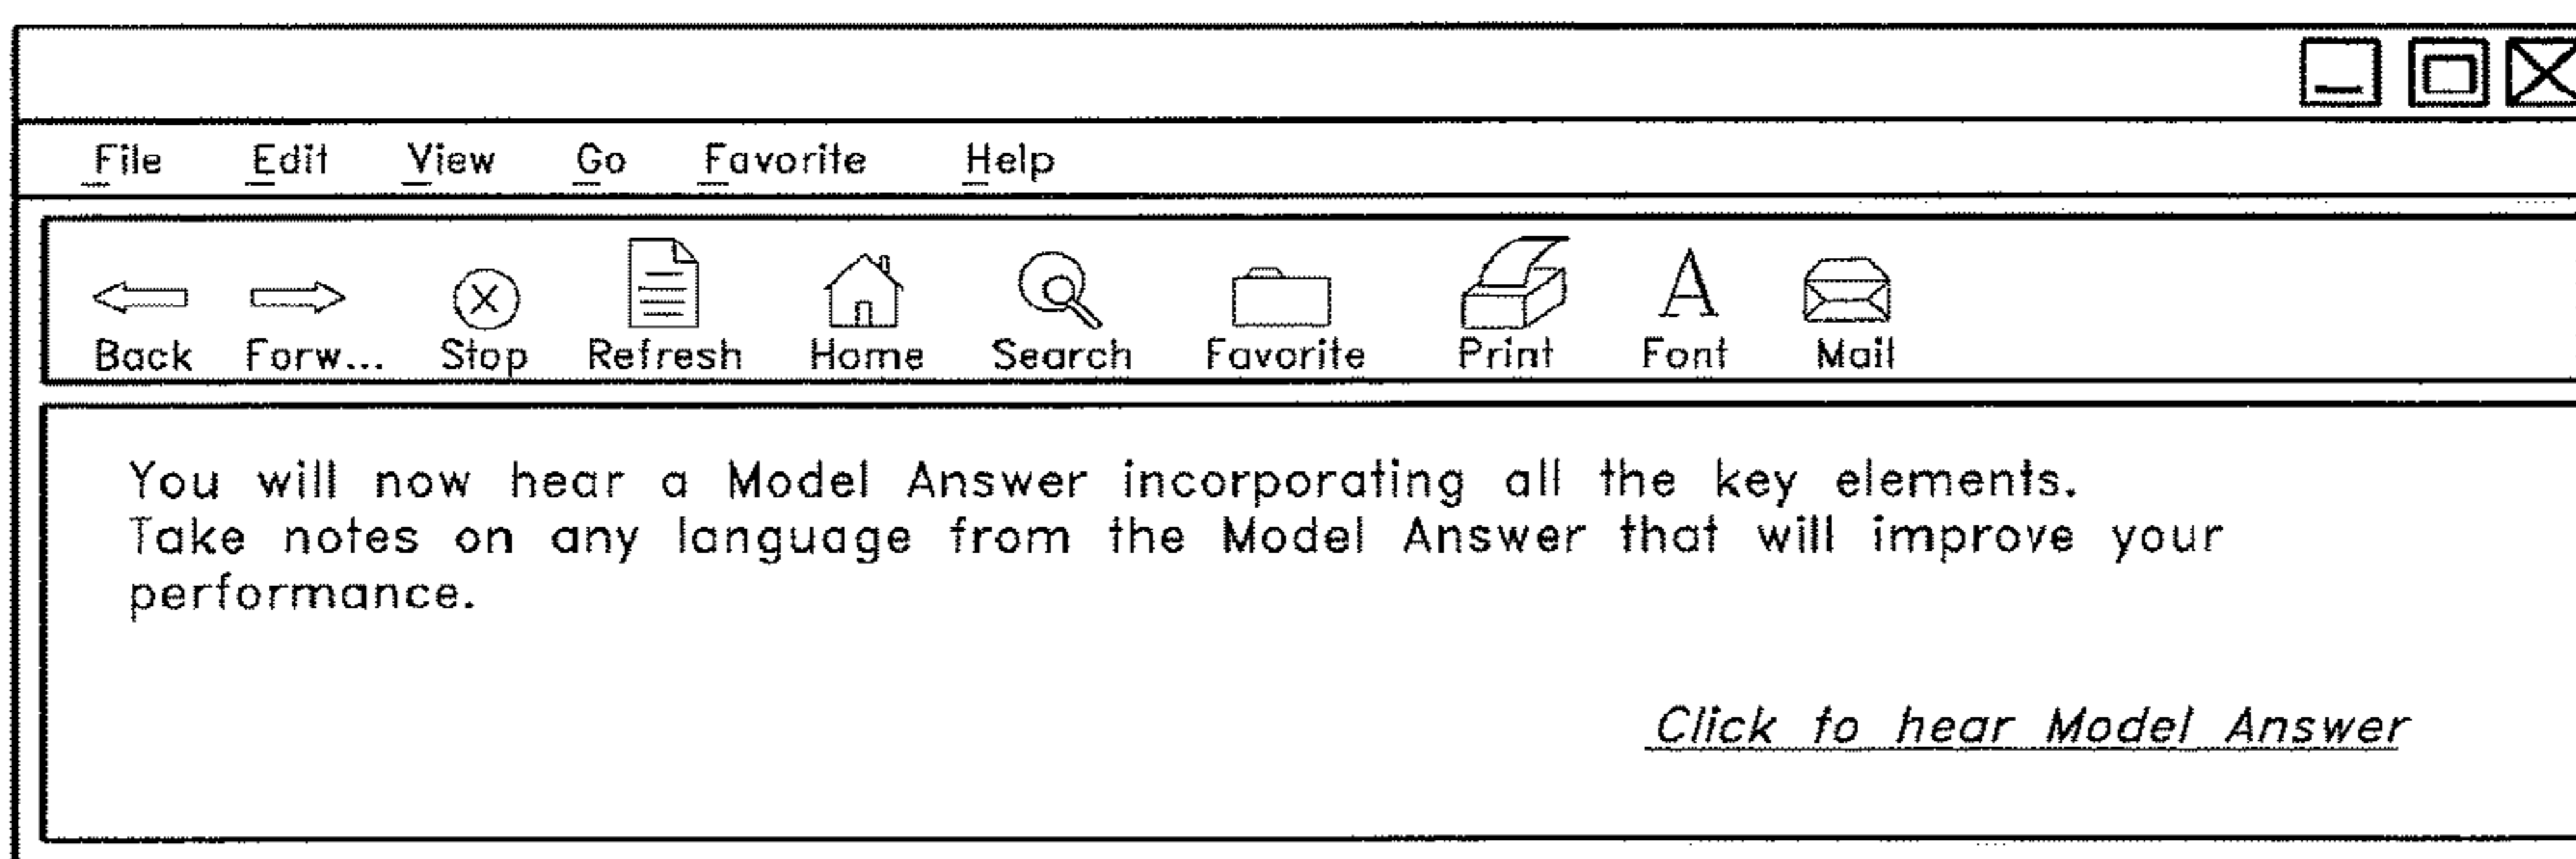 File Edit View Go Favorite Help
Back Forw... Stop Refresh Home Search Favorite Print Font Mail
You will now hear a Model Answer incorporating all the key elements.
Take notes on any language from the Model Answer that will improve your
performance.
Click to hear Model Answer